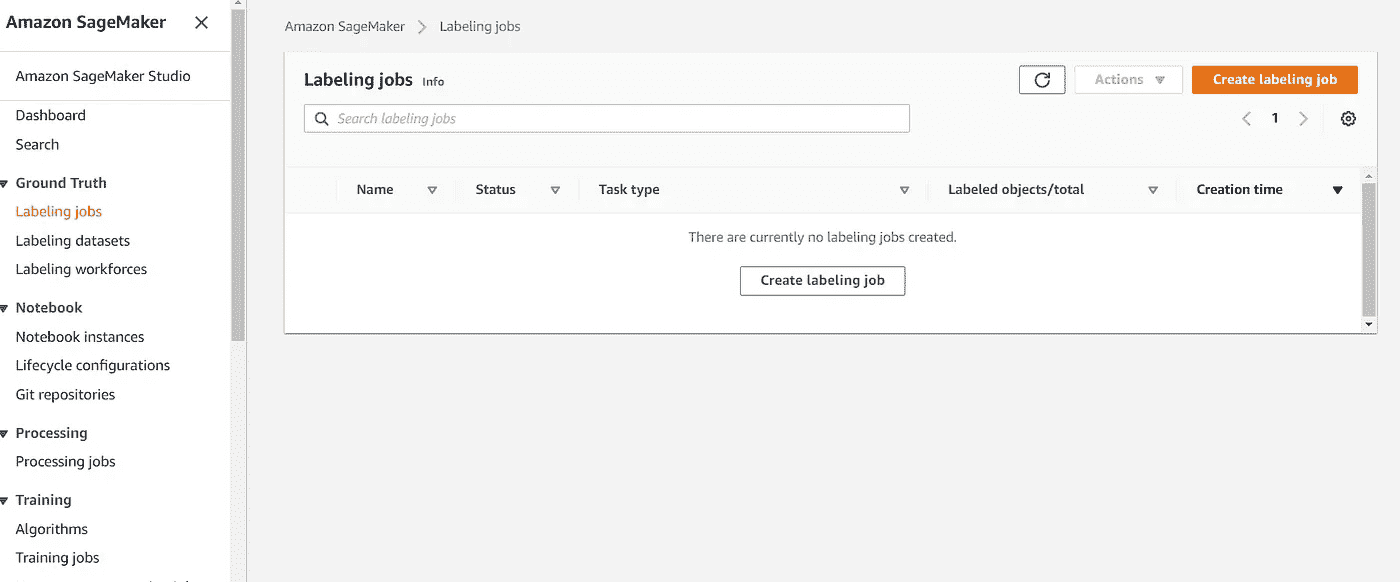 Amazon SageMaker
Amazon SageMaker Studio
Dashboard
Search
Ground Truth
Labeling jobs
Labeling datasets
Labeling workforces
Notebook
Notebook instances
Lifecycle configurations
Git repositories
Processing
Processing jobs
Training
Algorithms
Training jobs
Amazon SageMaker > Labeling jobs
Labeling jobs Info
Actions
Create labeling job
Search labeling jobs
1
Name Status Task type Labeled objects/total Creation time
There are currently no labeling jobs created.
Create labeling job